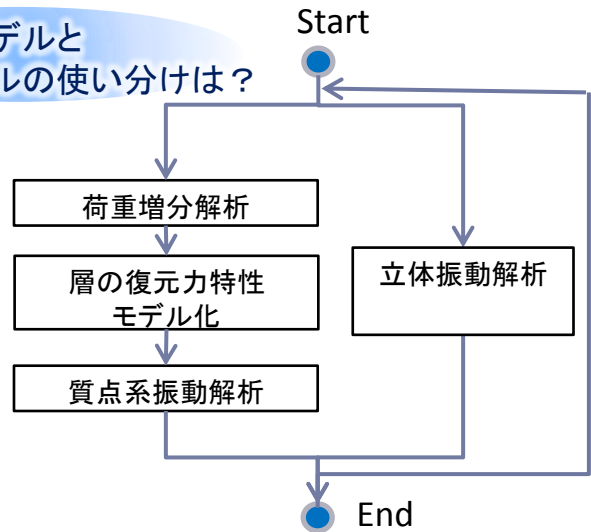 デルと
ルの使い分けは？
Start
荷重増分解析
層の復元力特性
モデル化
質点系振動解析
立体振動解析
End